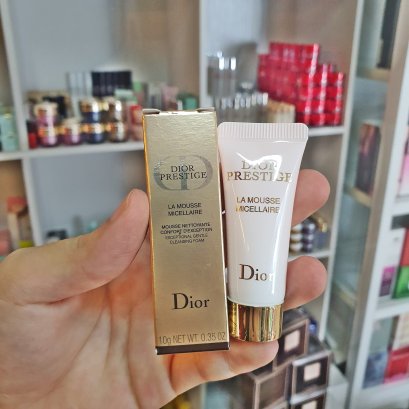 DIOR
PRESTIGE
LA MOUSSE
MICELLAIRE
MOUSSE NETTOYANTE
CONFORT D'EXCEPTION
EXCEPTIONAL GENTLE
CLEANSING FOAM
Dior
10g NET WT. 0.35 OZ
DIOR
PRESTIGE
LA MOUSSE
MICELLAIRE
Dior